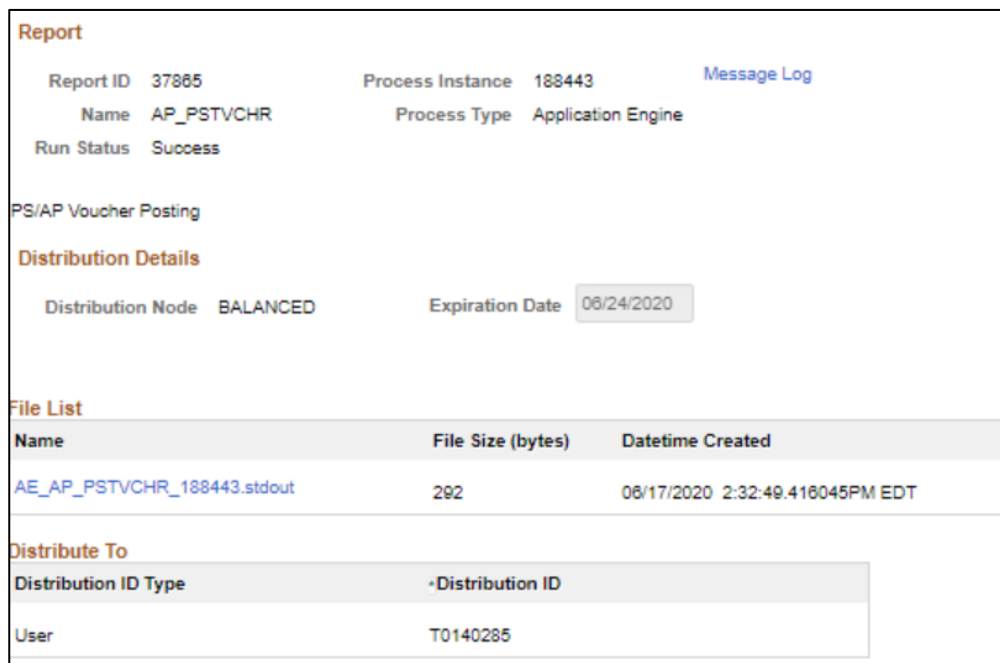 Report
Report ID 37865 Process Instance 188443 Message Log
Name AP_PSTVCHR Process Type Application Engine
Run Status Success
PS/AP Voucher Posting
Distribution Details
Distribution Node BALANCED Expiration Date 06/24/2020
File List
Name File Size (bytes) Datetime Created
AE_AP_PSTVCHR_188443.stdout 292 06/17/2020 2:32:49.416045PM EDT
Distribute To
Distribution ID Type *Distribution ID
User T0140285